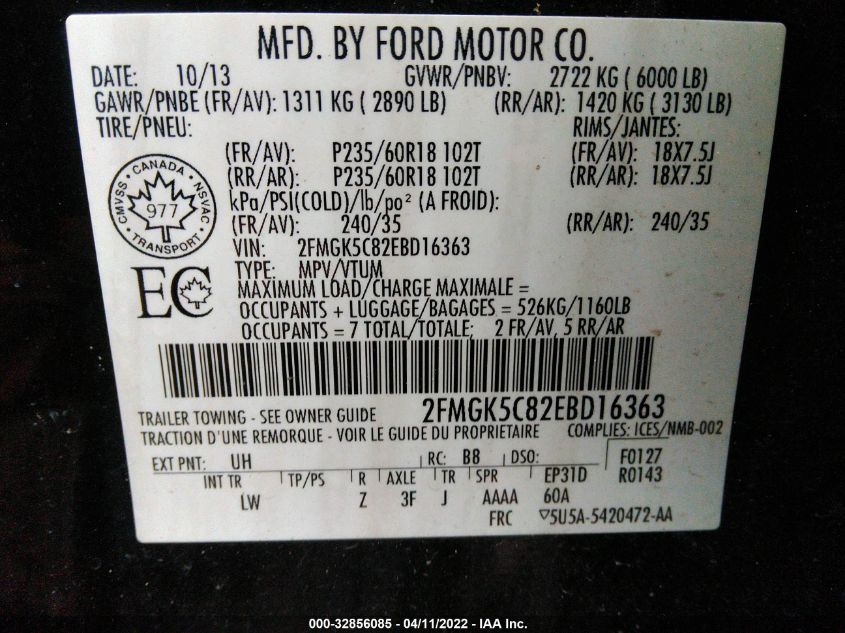 MFD. BY FORD MOTOR CO.
DATE: 10/13 GVWR/PNBV: 2722 KG ( 6000 LB)
GAWR/PNBE (FR/AV): 1311 KG ( 2890 LB) (RR/AR): 1420 KG ( 3130 LB)
TIRE/PNEU: RIMS/JANTES:
(FR/AV): P235/60R18 102T (FR/AV): 18X7.5J
(RR/AR): P235/60R18 102T (RR/AR): 18X7.5J
kPa/PSI(COLD)/lb/po² (A FROID):
(FR/AV): 240/35 (RR/AR): 240/35
CANADA
CMVSS 977 NSVAC
TRANSPORT
VIN: 2FMGK5C82EBD16363
TYPE: MPV/VTUM
EC
MAXIMUM LOAD/CHARGE MAXIMALE =
OCCUPANTS + LUGGAGE/BAGAGES = 526KG/1160LB
OCCUPANTS = 7 TOTAL/TOTALE; 2 FR/AV, 5 RR/AR
TRAILER TOWING - SEE OWNER GUIDE 2FMGK5C82EBD16363
TRACTION D'UNE REMORQUE - VOIR LE GUIDE DU PROPRIETAIRE COMPLIES: ICES/NMB-002
EXT PNT: UH RC: B8 DSO: F0127
INT TR TP/PS R AXLE TR SPR EP31D R0143
LW Z 3F J AAAA 60A
FRC ▽5U5A-5420472-AA
000-32856085 - 04/11/2022 - IAA Inc.